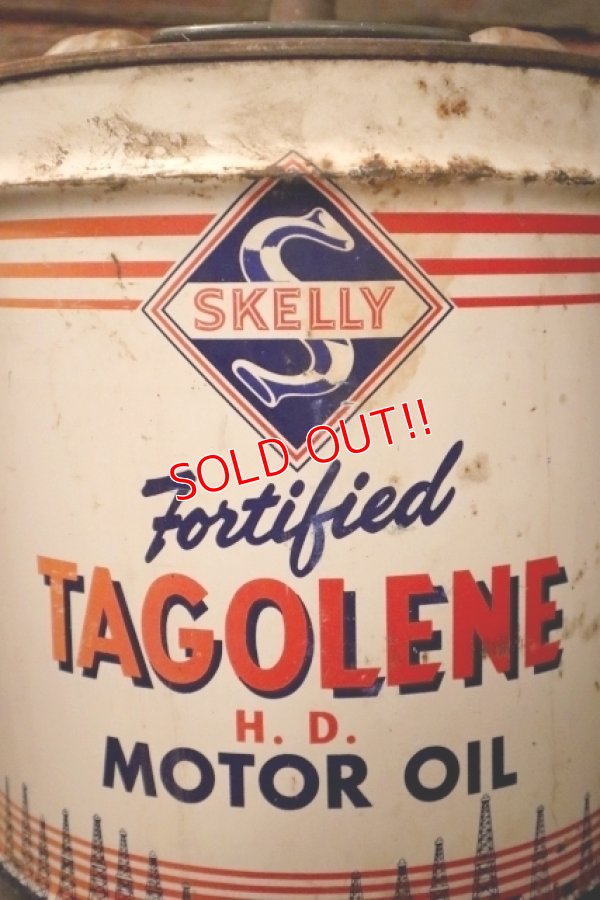 S
SKELLY
SOLD OUT!!
Fortified
TAGOLENE
H. D.
MOTOR OIL